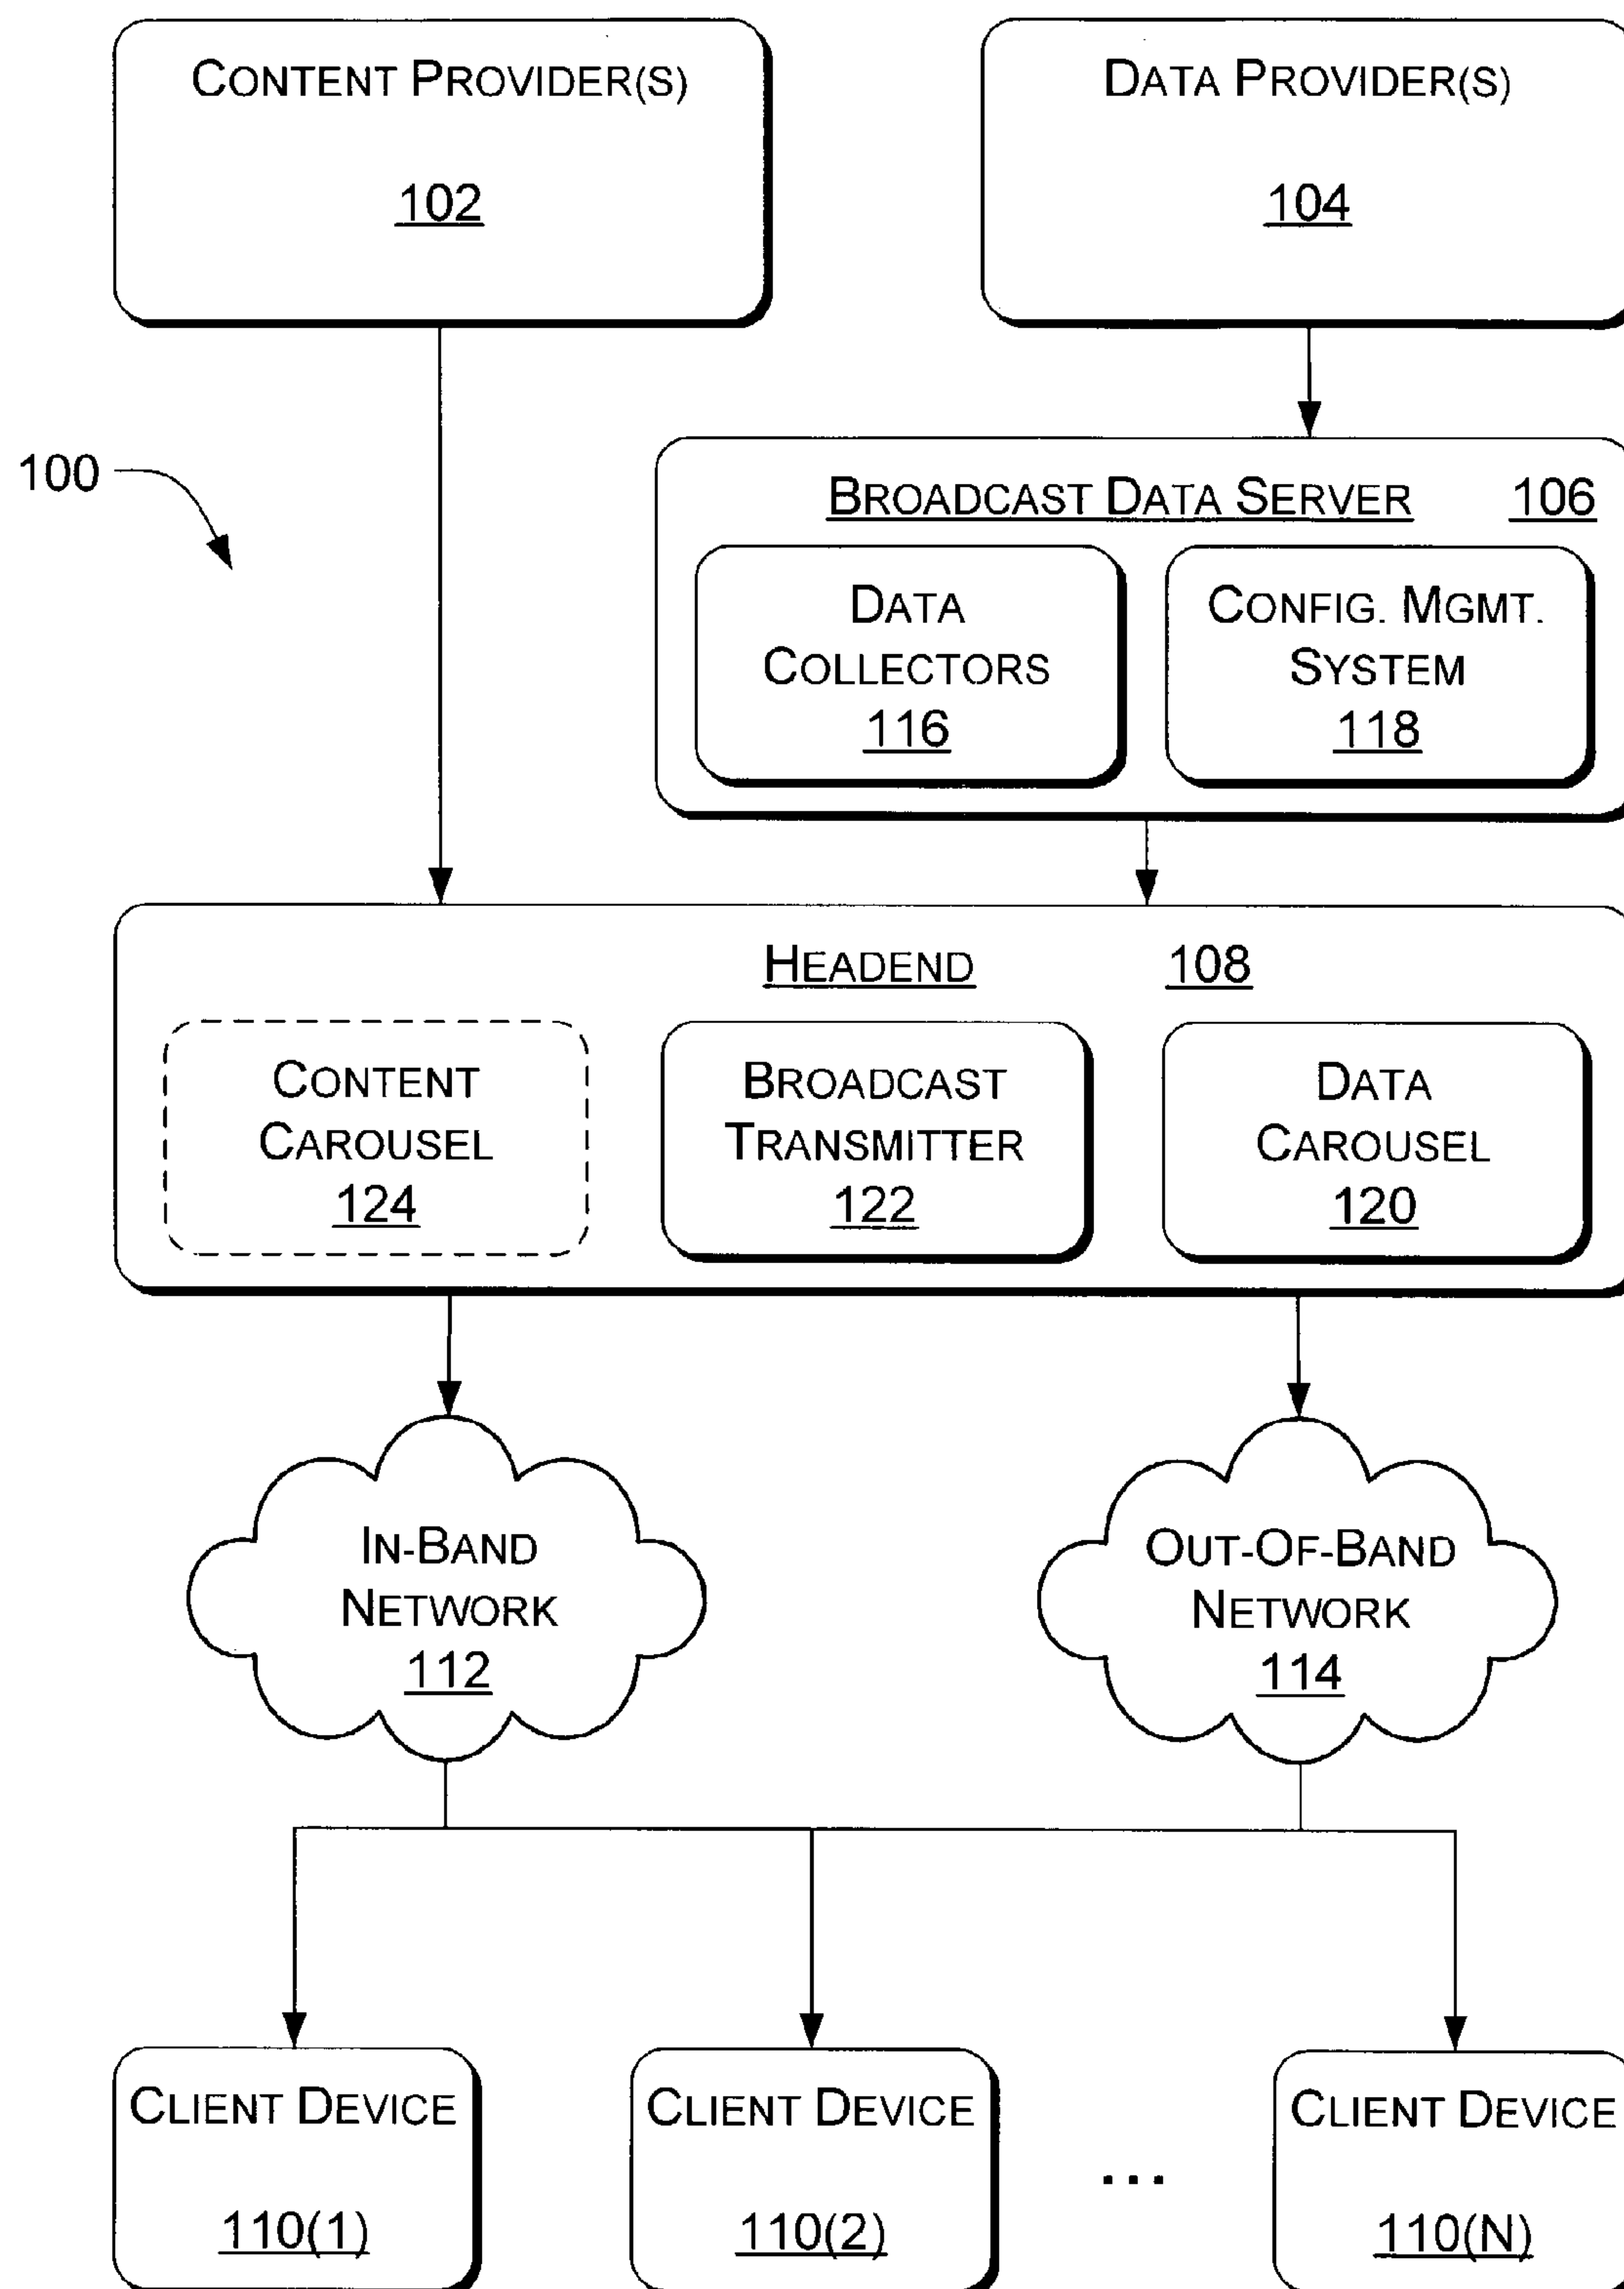 CONTENT PROVIDER(S)
102
DATA PROVIDER(S)
104
100
BROADCAST DATA SERVER 106
DATA
COLLECTORS
116
CONFIG. MGMT.
SYSTEM
118
HEADEND 108
CONTENT
CAROUSEL
124
BROADCAST
TRANSMITTER
122
DATA
CAROUSEL
120
IN-BAND
NETWORK
112
OUT-OF-BAND
NETWORK
114
CLIENT DEVICE
110(1)
CLIENT DEVICE
110(2)
...
CLIENT DEVICE
110(N)